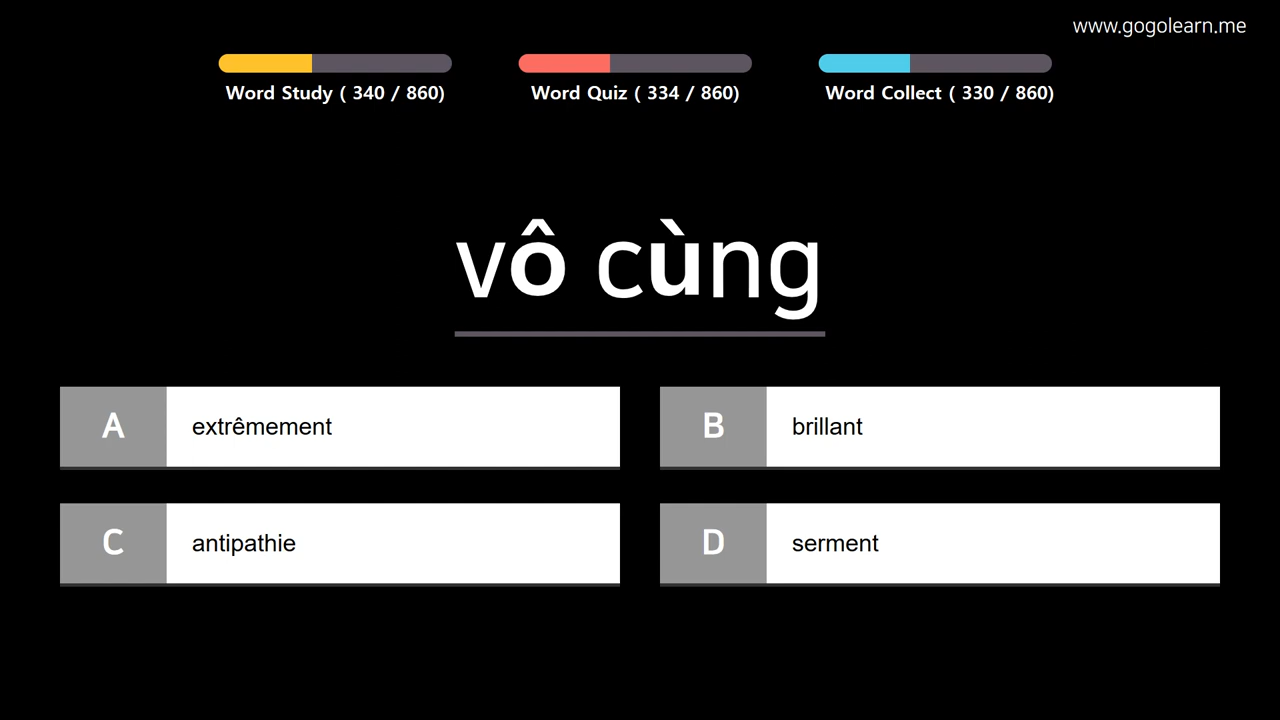 www.gogolearn.me
Word Study ( 340 / 860)
Word Quiz ( 334 / 860)
Word Collect ( 330 / 860)
vô cùng
A extrêmement
B brillant
C antipathie
D serment